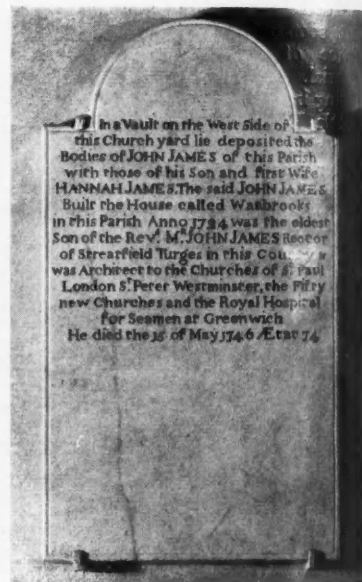 In a Vault on the West Side of
this Church yard lie deposited the
Bodies of JOHN JAMES of this Parish
with those of his Son and first Wife
HANNAH JAMES. The said JOHN JAMES
Built the House called Warbrooks
in this Parish Anno 1724 was the eldest
Son of the Revᵈ. Mʳ. JOHN JAMES Rector
of Stratfield Turges in this
was Architect to the Churches of Sᵗ. Paul
London Sᵗ. Peter Westminster, the Fifty
new Churches and the Royal Hospital
for Seamen at Greenwich
He died the 15 of May 1746 Ætat 74